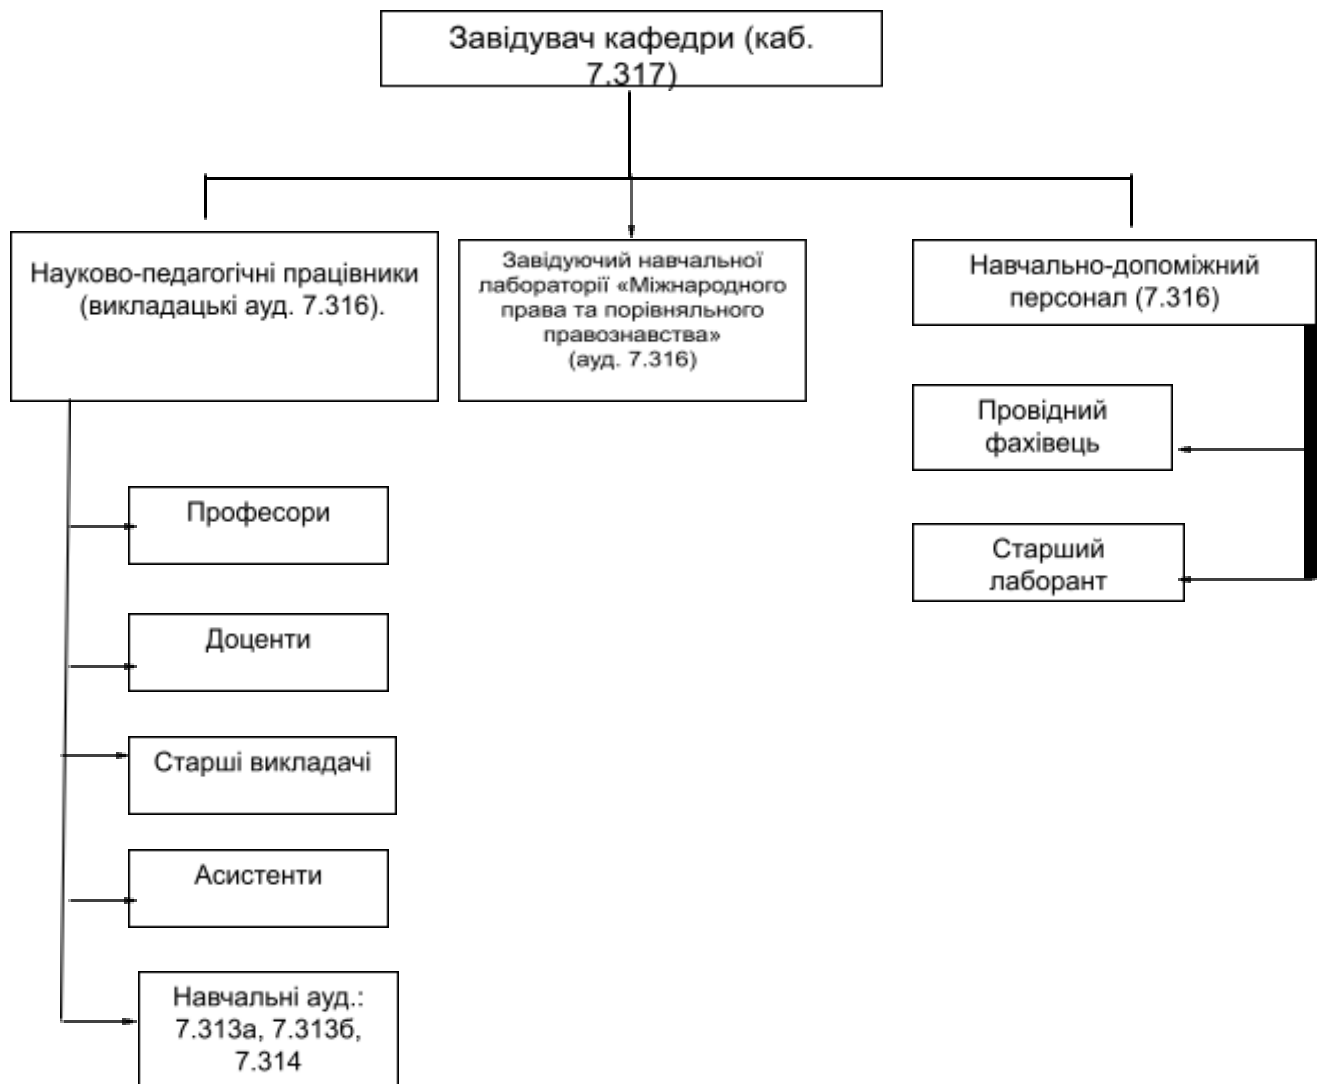 Завідувач кафедри (каб.
7.317)
Науково-педагогічні працівники
(викладацькі ауд. 7.316).
Завідуючий навчальної
лабораторії «Міжнародного
права та порівняльного
правознавства»
(ауд. 7.316)
Навчально-допоміжний
персонал (7.316)
Провідний
фахівець
Старший
лаборант
Професори
Доценти
Старші викладачі
Асистенти
Навчальні ауд.:
7.313а, 7.313б,
7.314